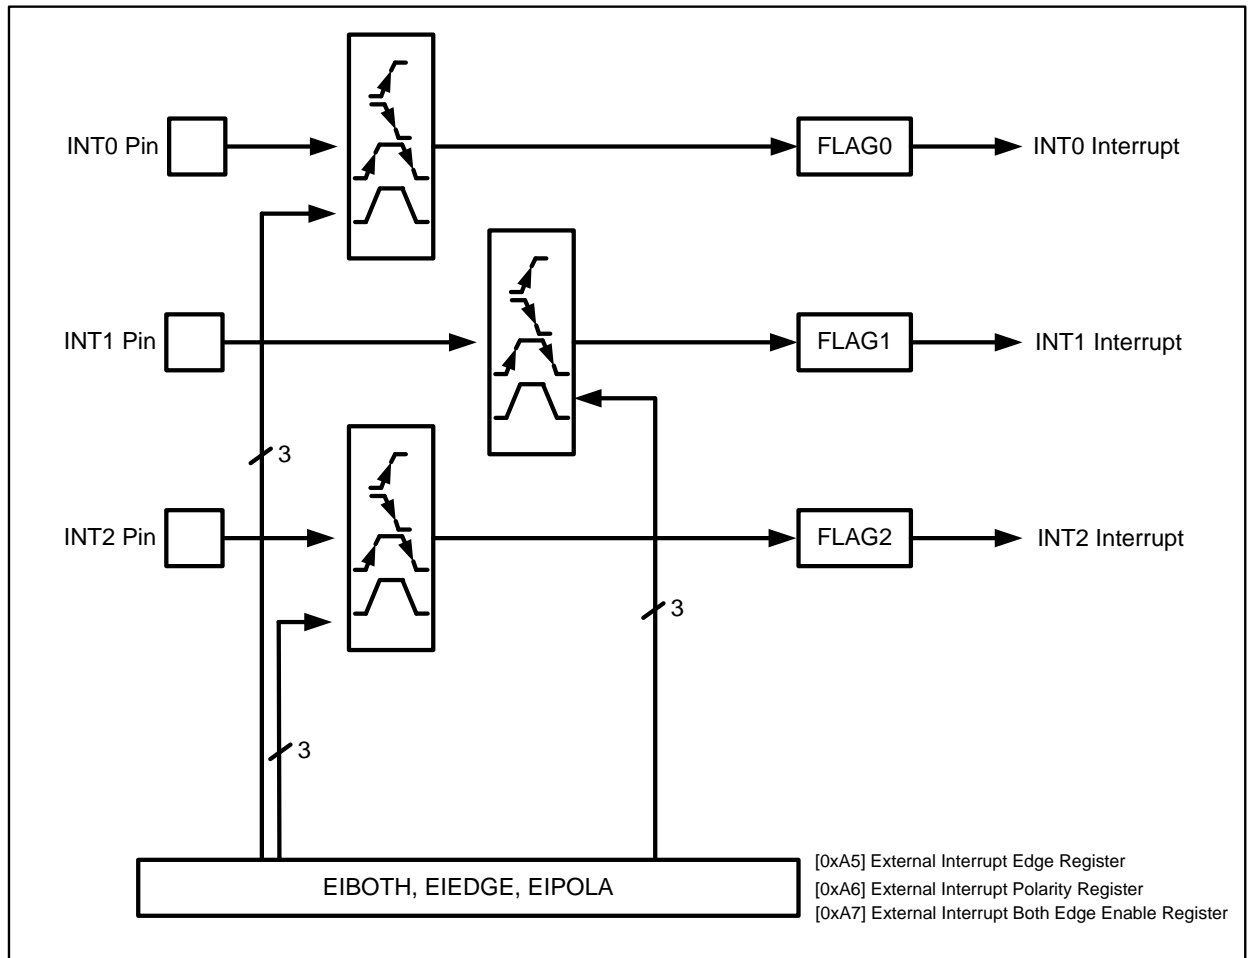 INT0 Pin
FLAG0
INT0 Interrupt
INT1 Pin
FLAG1
INT1 Interrupt
3
INT2 Pin
FLAG2
INT2 Interrupt
3
3
EIBOTH, EIEDGE, EIPOLA
[0xA5] External Interrupt Edge Register
[0xA6] External Interrupt Polarity Register
[0xA7] External Interrupt Both Edge Enable Register